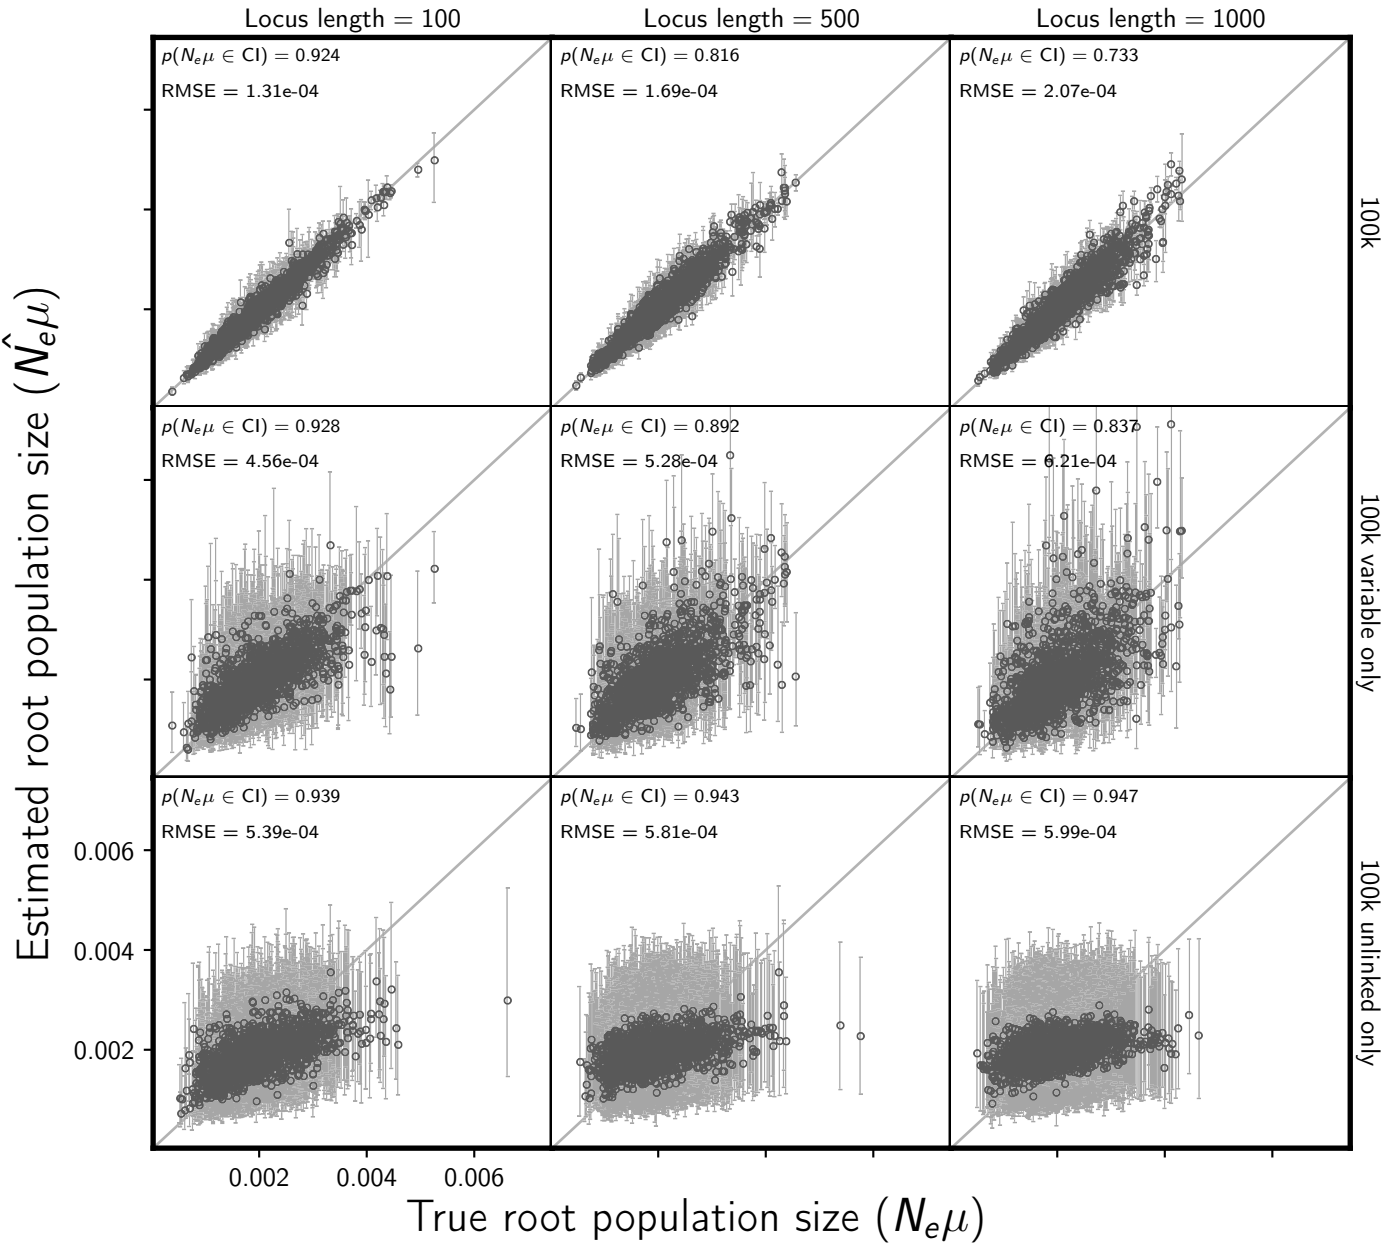 Locus length = 100
Locus length = 500
Locus length = 1000
p(Nₑμ ∈ CI) = 0.924
RMSE = 1.31e-04
p(Nₑμ ∈ CI) = 0.816
RMSE = 1.69e-04
p(Nₑμ ∈ CI) = 0.733
RMSE = 2.07e-04
100k
p(Nₑμ ∈ CI) = 0.928
RMSE = 4.56e-04
p(Nₑμ ∈ CI) = 0.892
RMSE = 5.28e-04
p(Nₑμ ∈ CI) = 0.837
RMSE = 6.21e-04
100k variable only
p(Nₑμ ∈ CI) = 0.939
RMSE = 5.39e-04
p(Nₑμ ∈ CI) = 0.943
RMSE = 5.81e-04
p(Nₑμ ∈ CI) = 0.947
RMSE = 5.99e-04
100k unlinked only
Estimated root population size (N̂ₑμ)
0.006
0.004
0.002
0.002 0.004 0.006
True root population size (Nₑμ)